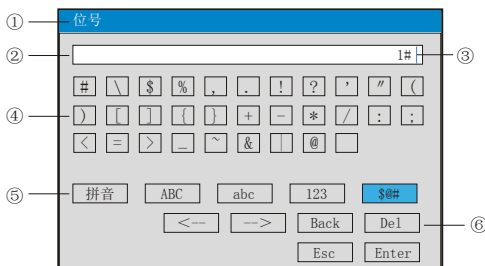 ① 位号
② 1# ③
# \ $ % , . ! ? ' " (
④ ) [ ] { } + - * / : ;
< = > _ ~ & | @
⑤ 拼音 ABC abc 123 $@#
<-- --> Back Del ⑥
Esc Enter